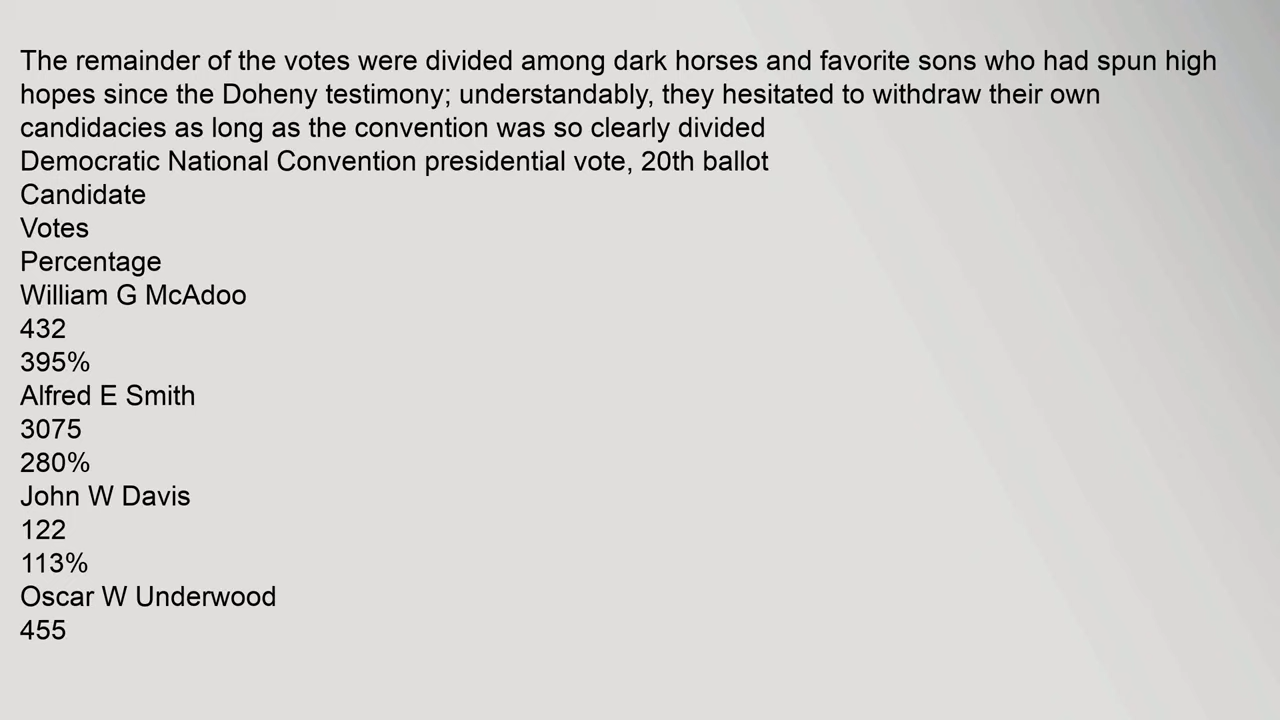 The remainder of the votes were divided among dark horses and favorite sons who had spun high
hopes since the Doheny testimony; understandably, they hesitated to withdraw their own
candidacies as long as the convention was so clearly divided
Democratic National Convention presidential vote, 20th ballot
Candidate
Votes
Percentage
William G McAdoo
432
395%
Alfred E Smith
3075
280%
John W Davis
122
113%
Oscar W Underwood
455